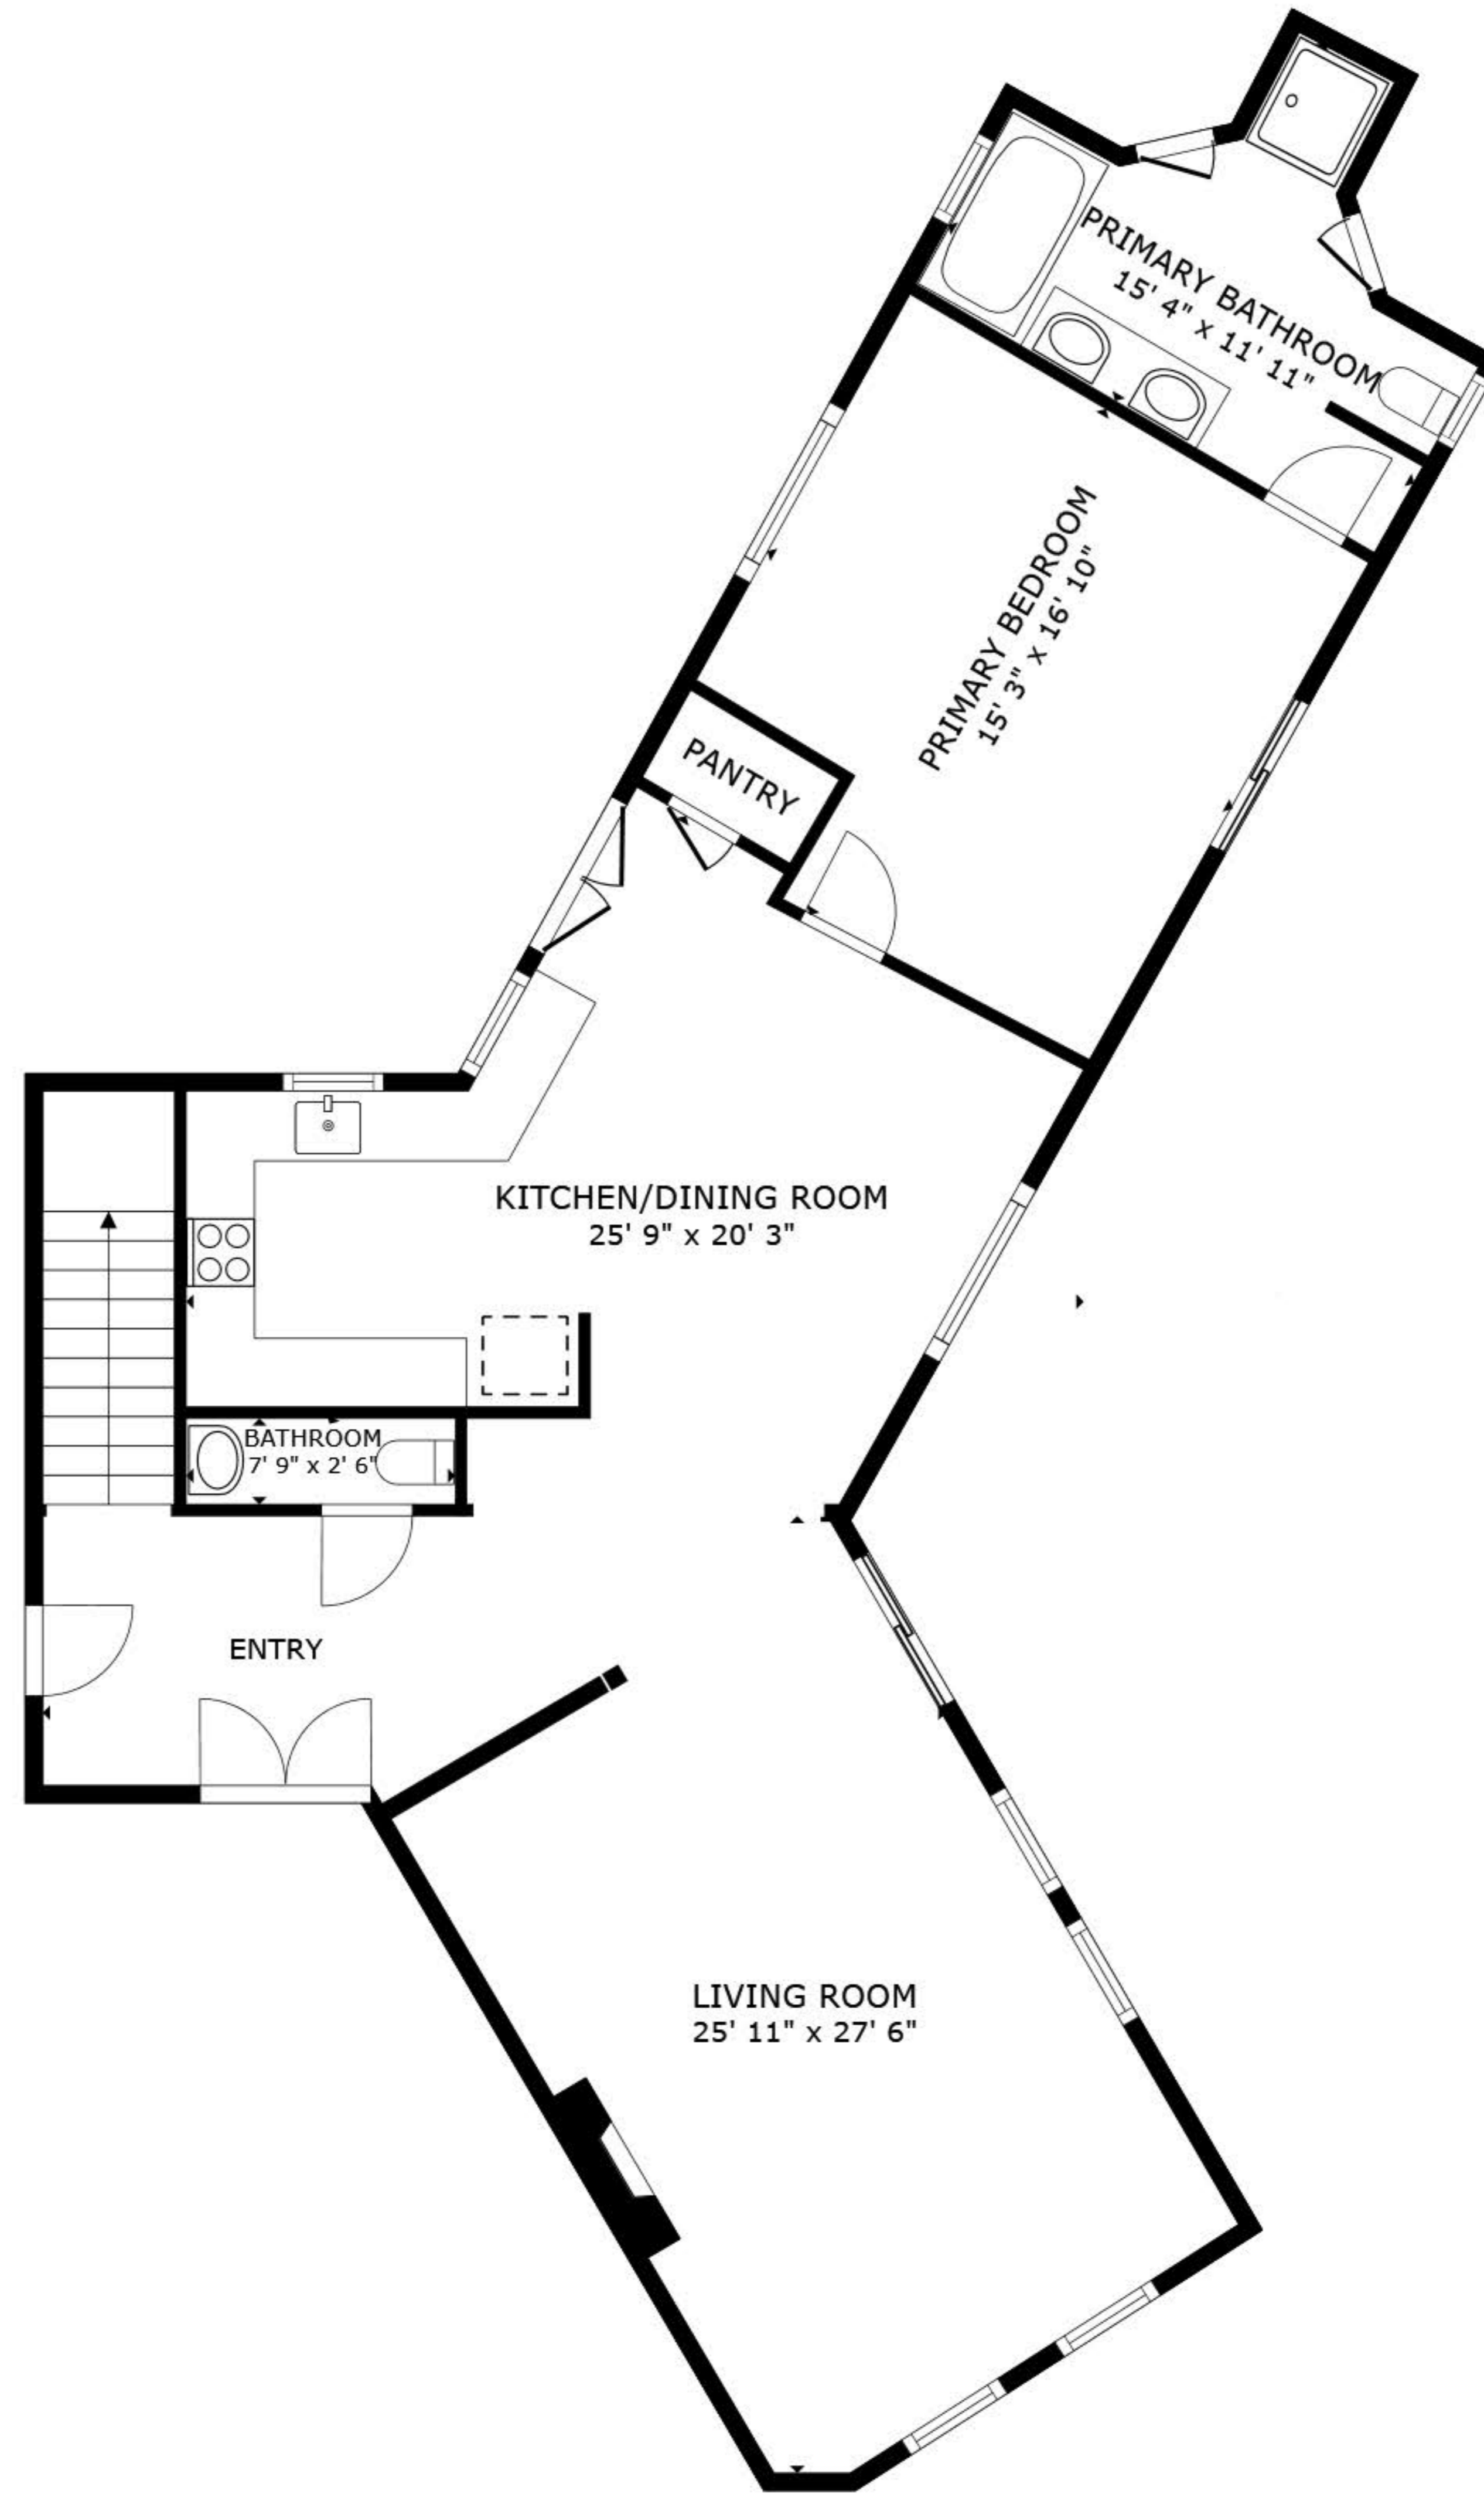 PRIMARY BATHROOM
15' 4" x 11' 11"
PRIMARY BEDROOM
15' 3" x 16' 10"
PANTRY
KITCHEN/DINING ROOM
25' 9" x 20' 3"
BATHROOM
7' 9" x 2' 6"
ENTRY
LIVING ROOM
25' 11" x 27' 6"